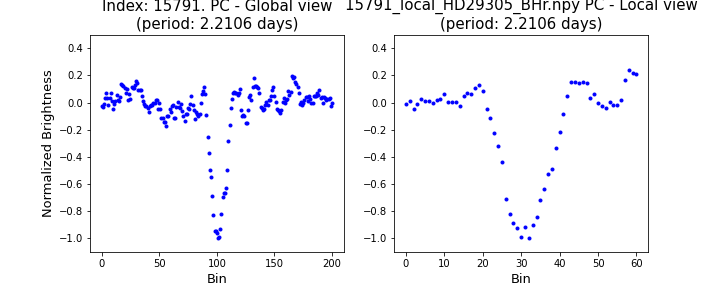 Index: 15791. PC - Global view
(period: 2.2106 days)
15791_local_HD29305_BHr.npy PC - Local view
(period: 2.2106 days)
Normalized Brightness
0.4
0.2
0.0
−0.2
−0.4
−0.6
−0.8
−1.0
0 50 100 150 200
Bin
0.4
0.2
0.0
−0.2
−0.4
−0.6
−0.8
−1.0
0 10 20 30 40 50 60
Bin